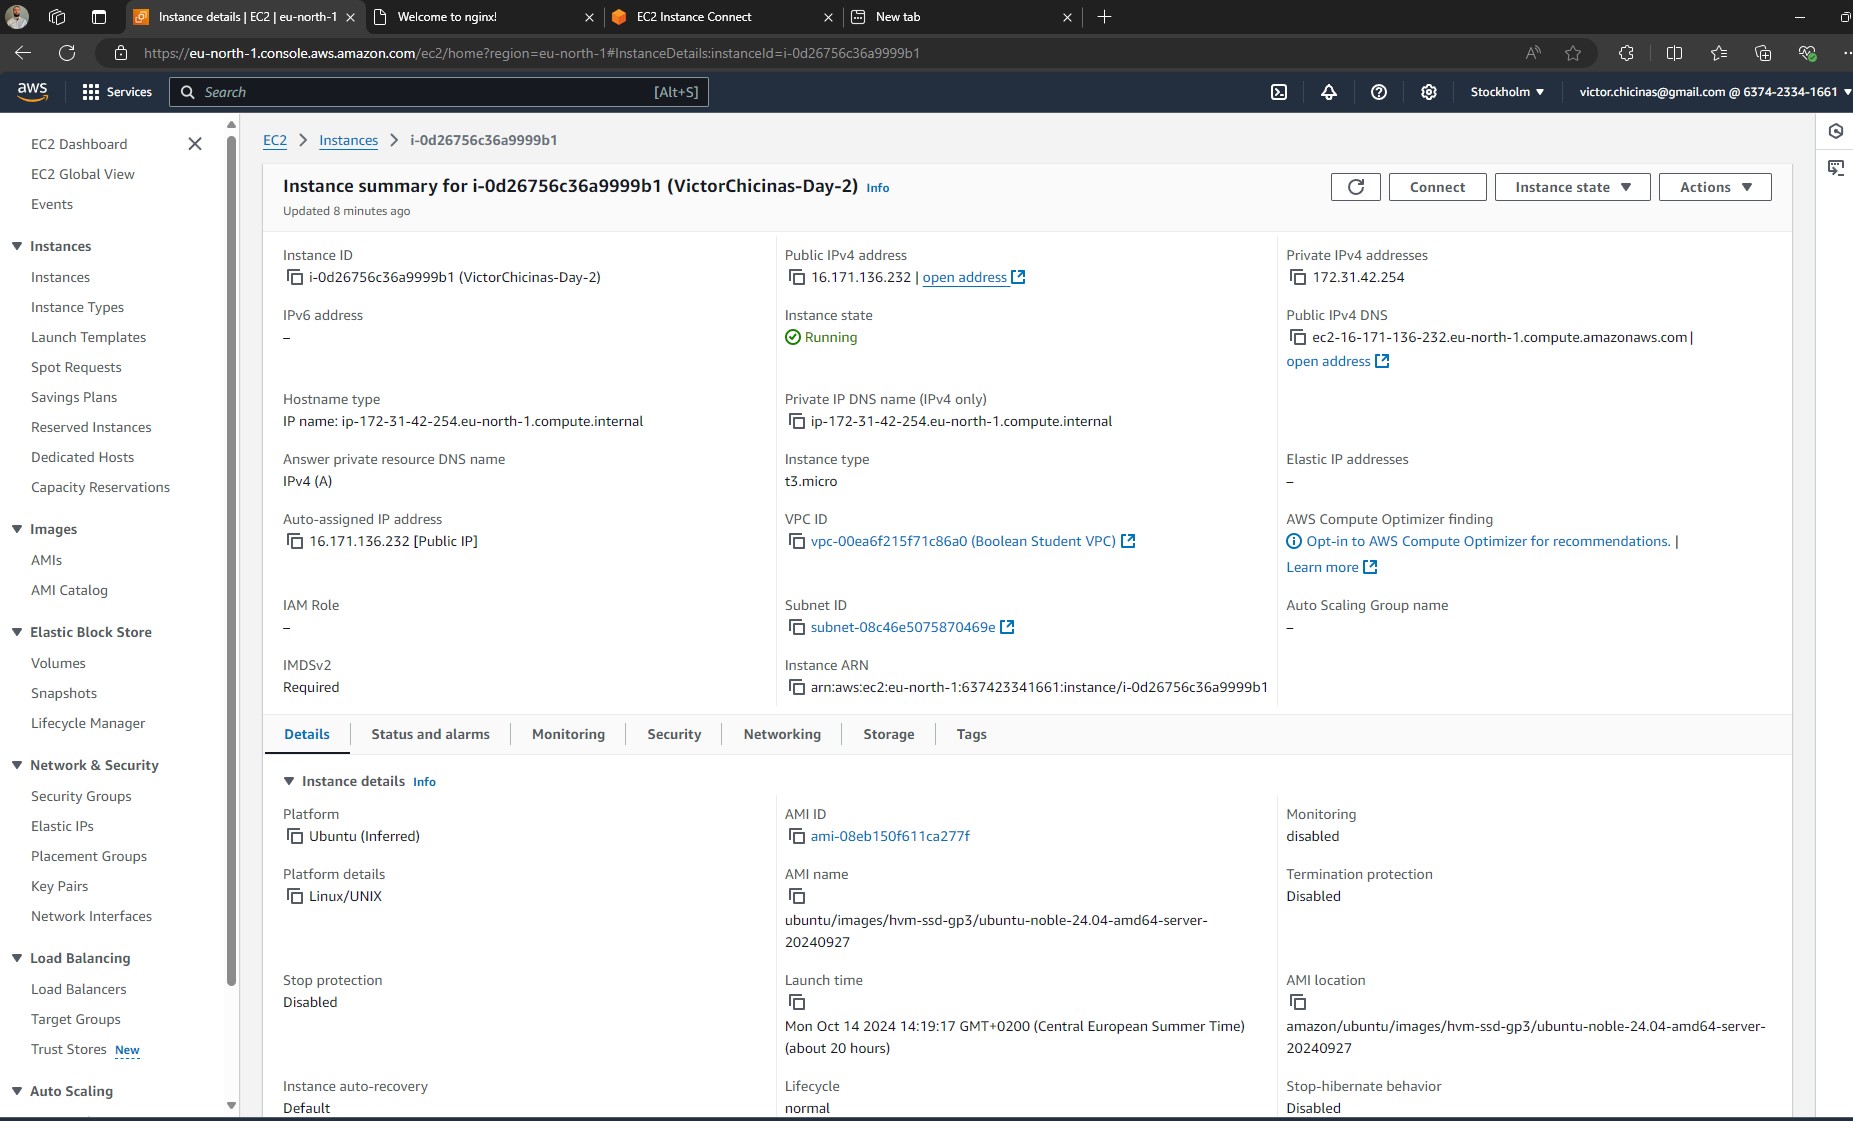 Instance details | EC2 | eu-north-1
Welcome to nginx!
EC2 Instance Connect
New tab
https://eu-north-1.console.aws.amazon.com/ec2/home?region=eu-north-1#InstanceDetails:instanceId=i-0d26756c36a9999b1
aws
Services
Search
[Alt+S]
Stockholm
victor.chicinas@gmail.com @ 6374-2334-1661
EC2 Dashboard
EC2 Global View
Events
Instances
Instances
Instance Types
Launch Templates
Spot Requests
Savings Plans
Reserved Instances
Dedicated Hosts
Capacity Reservations
Images
AMIs
AMI Catalog
Elastic Block Store
Volumes
Snapshots
Lifecycle Manager
Network & Security
Security Groups
Elastic IPs
Placement Groups
Key Pairs
Network Interfaces
Load Balancing
Load Balancers
Target Groups
Trust Stores New
Auto Scaling
EC2 > Instances > i-0d26756c36a9999b1
Instance summary for i-0d26756c36a9999b1 (VictorChicinas-Day-2) Info
Updated 8 minutes ago
Connect
Instance state
Actions
Instance ID
i-0d26756c36a9999b1 (VictorChicinas-Day-2)
Public IPv4 address
16.171.136.232 | open address
Private IPv4 addresses
172.31.42.254
IPv6 address
–
Instance state
Running
Public IPv4 DNS
ec2-16-171-136-232.eu-north-1.compute.amazonaws.com |
open address
Hostname type
IP name: ip-172-31-42-254.eu-north-1.compute.internal
Private IP DNS name (IPv4 only)
ip-172-31-42-254.eu-north-1.compute.internal
Answer private resource DNS name
IPv4 (A)
Instance type
t3.micro
Elastic IP addresses
–
Auto-assigned IP address
16.171.136.232 [Public IP]
VPC ID
vpc-00ea6f215f71c86a0 (Boolean Student VPC)
AWS Compute Optimizer finding
Opt-in to AWS Compute Optimizer for recommendations. |
Learn more
IAM Role
–
Subnet ID
subnet-08c46e5075870469e
Auto Scaling Group name
–
IMDSv2
Required
Instance ARN
arn:aws:ec2:eu-north-1:637423341661:instance/i-0d26756c36a9999b1
Details
Status and alarms
Monitoring
Security
Networking
Storage
Tags
Instance details Info
Platform
Ubuntu (Inferred)
AMI ID
ami-08eb150f611ca277f
Monitoring
disabled
Platform details
Linux/UNIX
AMI name
ubuntu/images/hvm-ssd-gp3/ubuntu-noble-24.04-amd64-server-
20240927
Termination protection
Disabled
Stop protection
Disabled
Launch time
Mon Oct 14 2024 14:19:17 GMT+0200 (Central European Summer Time)
(about 20 hours)
AMI location
amazon/ubuntu/images/hvm-ssd-gp3/ubuntu-noble-24.04-amd64-server-
20240927
Instance auto-recovery
Default
Lifecycle
normal
Stop-hibernate behavior
Disabled